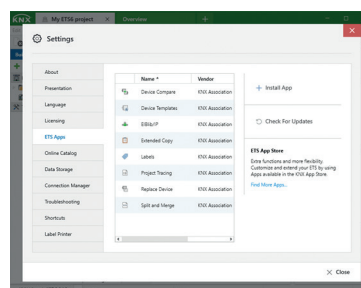 KNX
My ETS6 project
Overview
Settings
About
Presentation
Language
Licensing
ETS Apps
Online Catalog
Data Storage
Connection Manager
Troubleshooting
Shortcuts
Label Printer
Name
Vendor
Device Compare
KNX Association
Device Templates
KNX Association
EIBlib/IP
KNX Association
Extended Copy
KNX Association
Labels
KNX Association
Project Tracing
KNX Association
Replace Device
KNX Association
Split and Merge
KNX Association
+ Install App
Check For Updates
ETS App Store
Extra functions and more flexibility
Customize and extend your ETS by using
Apps available in the KNX App Store.
Find More Apps...
Close